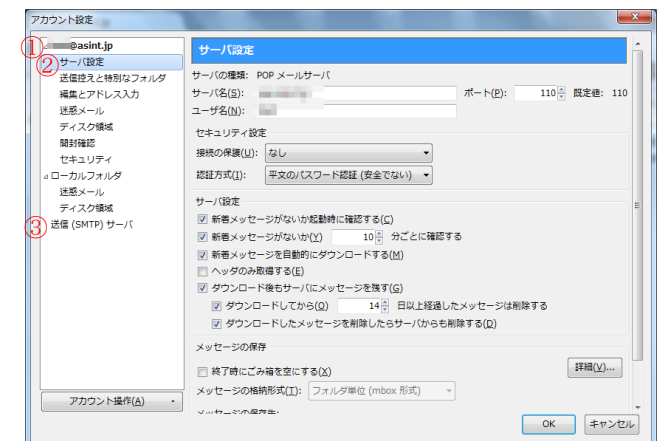 アカウント設定
① @asint.jp
② サーバ設定
送信控えと特別なフォルダ
編集とアドレス入力
迷惑メール
ディスク領域
開封確認
セキュリティ
ローカルフォルダ
迷惑メール
ディスク領域
③ 送信 (SMTP) サーバ
アカウント操作(A)
サーバ設定
サーバの種類: POP メールサーバ
サーバ名(S): ポート(P): 110 既定値: 110
ユーザ名(N):
セキュリティ設定
接続の保護(U): なし
認証方式(I): 平文のパスワード認証 (安全でない)
サーバ設定
新着メッセージがないか起動時に確認する(C)
新着メッセージがないか(Y) 10 分ごとに確認する
新着メッセージを自動的にダウンロードする(M)
ヘッダのみ取得する(E)
ダウンロード後もサーバにメッセージを残す(G)
ダウンロードしてから(O) 14 日以上経過したメッセージは削除する
ダウンロードしたメッセージを削除したらサーバからも削除する(D)
メッセージの保存
終了時にごみ箱を空にする(X)
詳細(V)...
メッセージの格納形式(T): フォルダ単位 (mbox 形式)
メッセージの保存先:
OK キャンセル